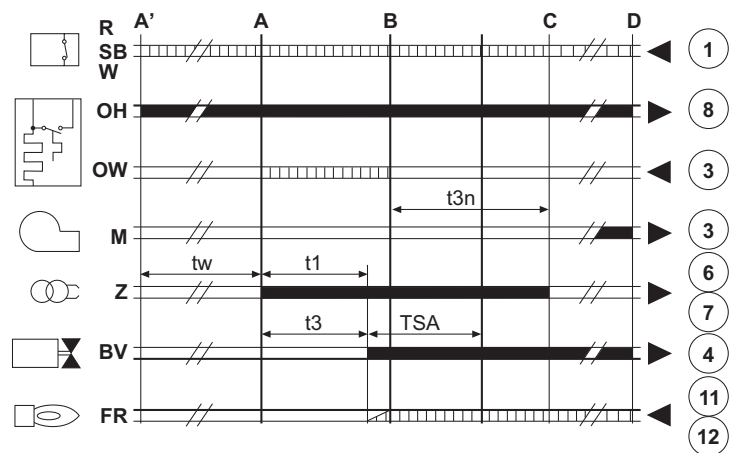 R A' A B C D
SB 1
W
OH 8
OW 3
t3n
M 3
tw t1 6
Z 7
t3 TSA
BV 4
11
FR
12